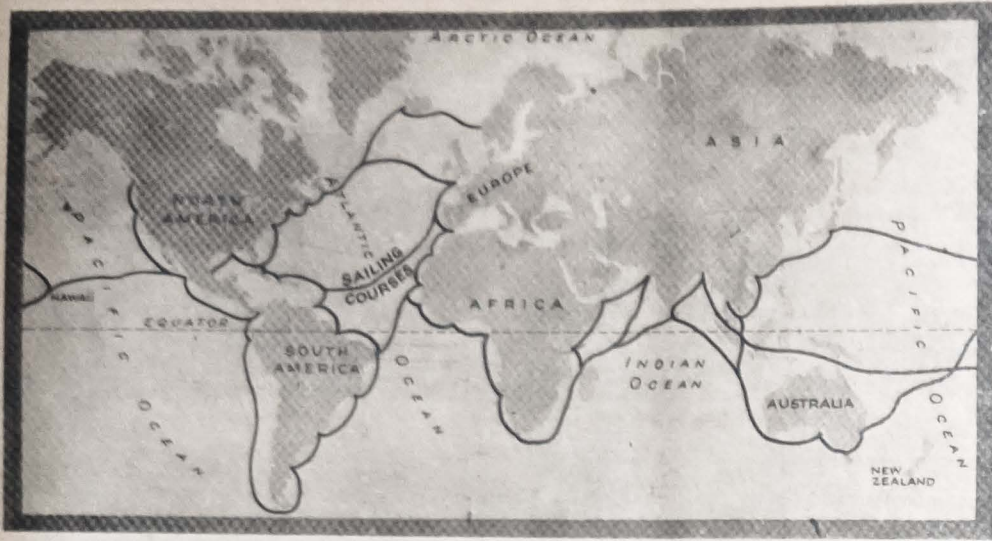 ARCTIC OCEAN
ASIA
EUROPE
NORTH
AMERICA
ATLANTIC
PACIFIC
PACIFIC
SAILING
COURSES
HAWAII
AFRICA
EQUATOR
SOUTH
AMERICA
OCEAN
INDIAN
OCEAN
AUSTRALIA
OCEAN
OCEAN
NEW
ZEALAND